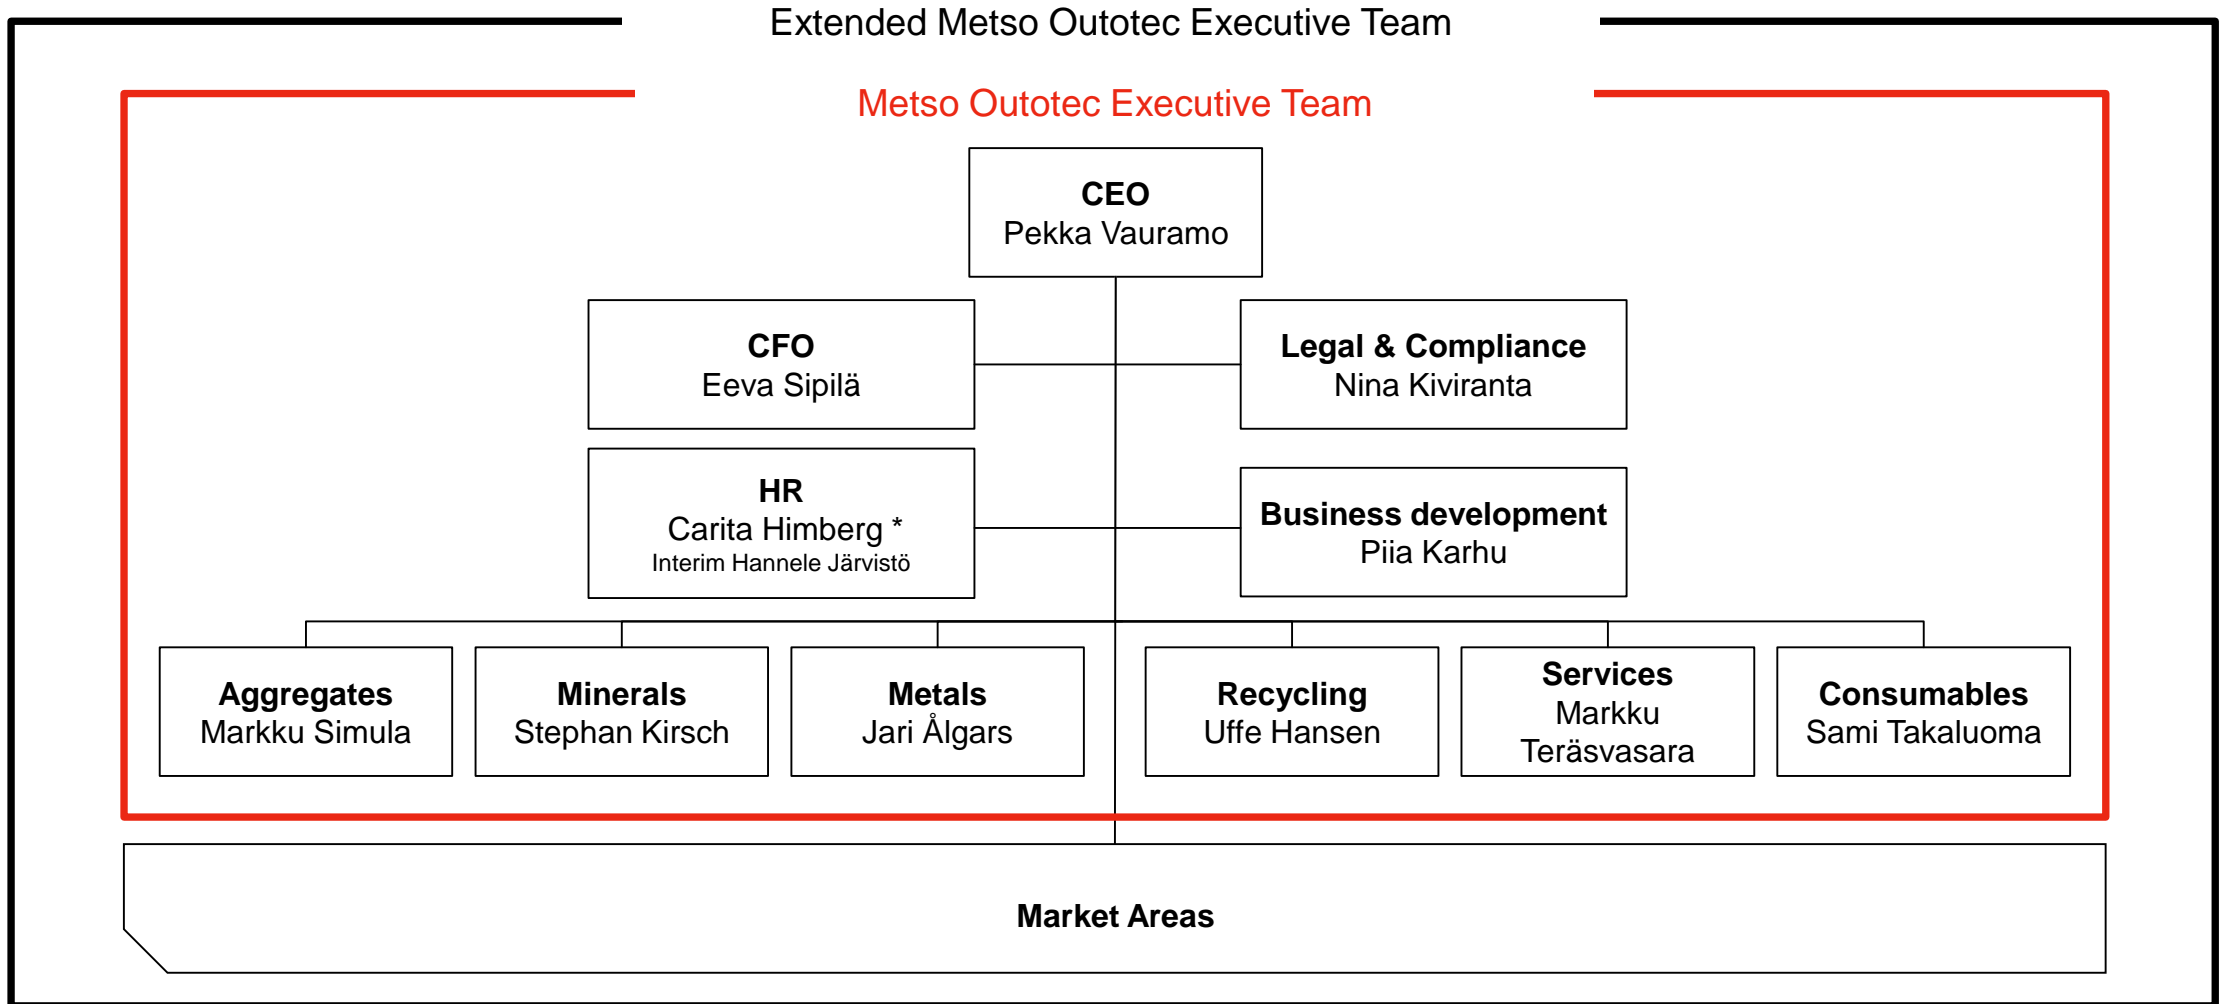 Extended Metso Outotec Executive Team
Metso Outotec Executive Team
CEO
Pekka Vauramo
CFO
Eeva Sipilä
Legal & Compliance
Nina Kiviranta
HR
Carita Himberg *
Interim Hannele Järvistö
Business development
Piia Karhu
Aggregates
Markku Simula
Minerals
Stephan Kirsch
Metals
Jari Ålgars
Recycling
Uffe Hansen
Services
Markku
Teräsvasara
Consumables
Sami Takaluoma
Market Areas